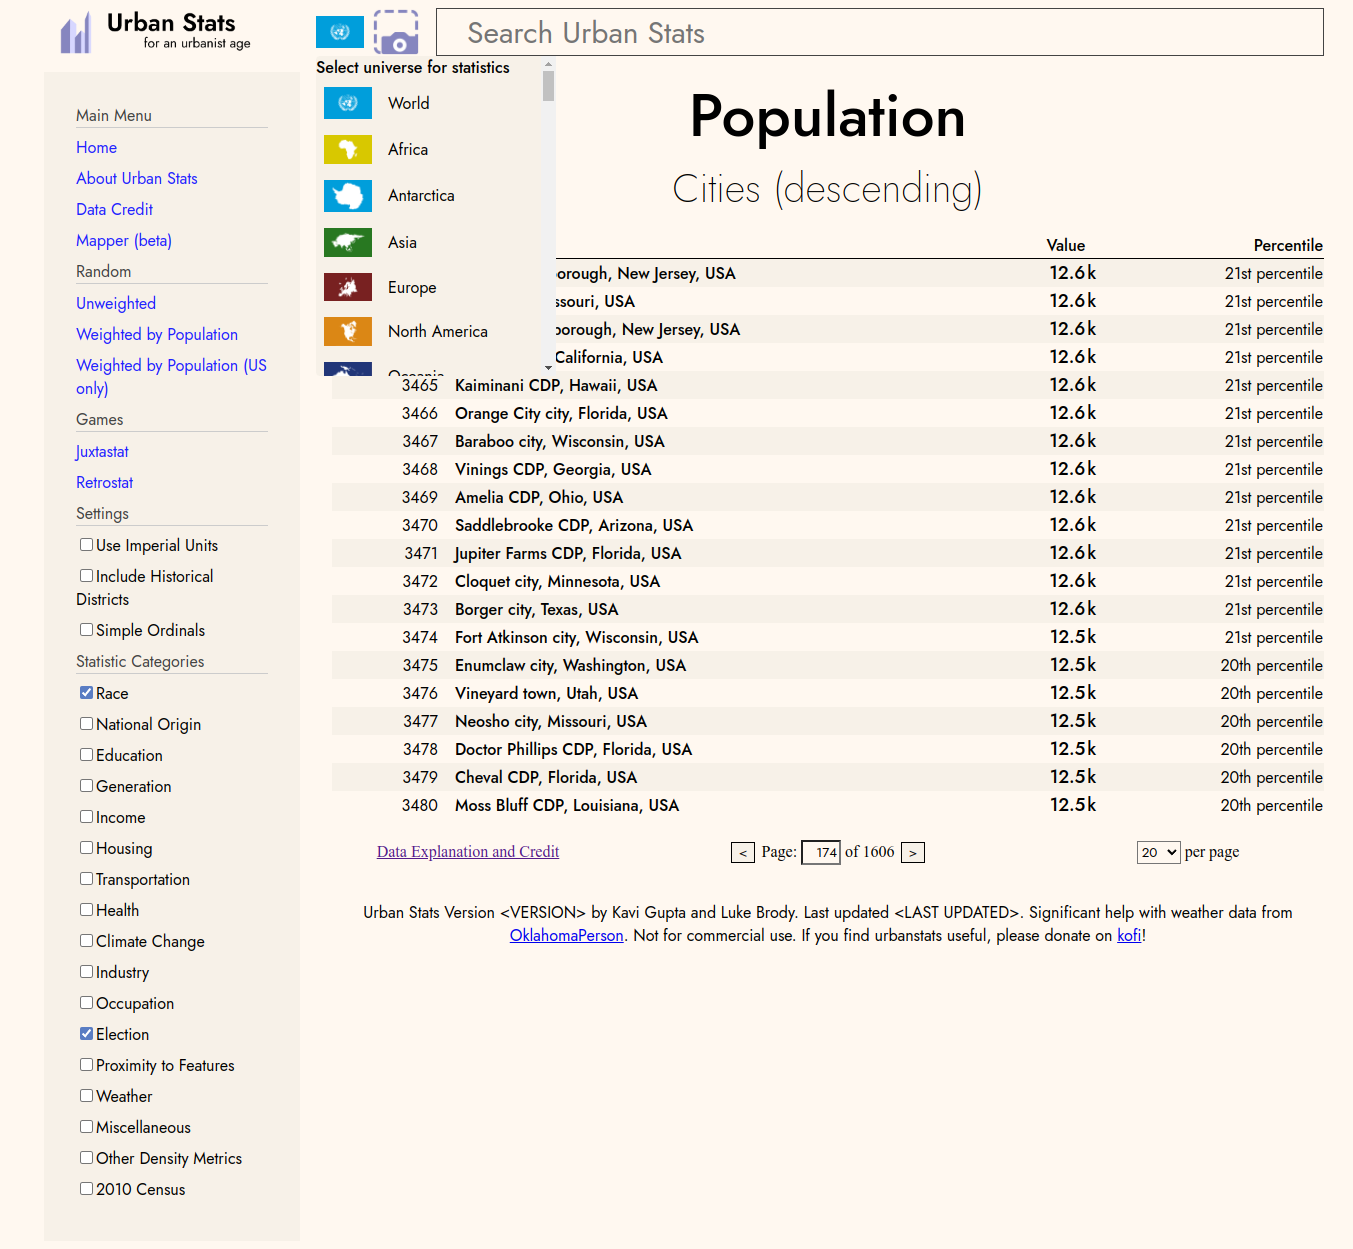 Urban Stats
for an urbanist age
Search Urban Stats
Select universe for statistics
World
Africa
Antarctica
Asia
Europe
North America
Main Menu
Home
About Urban Stats
Data Credit
Mapper (beta)
Random
Unweighted
Weighted by Population
Weighted by Population (US
only)
Games
Juxtastat
Retrostat
Settings
Use Imperial Units
Include Historical
Districts
Simple Ordinals
Statistic Categories
Race
National Origin
Education
Generation
Income
Housing
Transportation
Health
Climate Change
Industry
Occupation
Election
Proximity to Features
Weather
Miscellaneous
Other Density Metrics
2010 Census
Population
Cities (descending)
Value Percentile
orough, New Jersey, USA 12.6k 21st percentile
ssouri, USA 12.6k 21st percentile
borough, New Jersey, USA 12.6k 21st percentile
California, USA 12.6k 21st percentile
3465 Kaiminani CDP, Hawaii, USA 12.6k 21st percentile
3466 Orange City city, Florida, USA 12.6k 21st percentile
3467 Baraboo city, Wisconsin, USA 12.6k 21st percentile
3468 Vinings CDP, Georgia, USA 12.6k 21st percentile
3469 Amelia CDP, Ohio, USA 12.6k 21st percentile
3470 Saddlebrooke CDP, Arizona, USA 12.6k 21st percentile
3471 Jupiter Farms CDP, Florida, USA 12.6k 21st percentile
3472 Cloquet city, Minnesota, USA 12.6k 21st percentile
3473 Borger city, Texas, USA 12.6k 21st percentile
3474 Fort Atkinson city, Wisconsin, USA 12.5k 21st percentile
3475 Enumclaw city, Washington, USA 12.5k 20th percentile
3476 Vineyard town, Utah, USA 12.5k 20th percentile
3477 Neosho city, Missouri, USA 12.5k 20th percentile
3478 Doctor Phillips CDP, Florida, USA 12.5k 20th percentile
3479 Cheval CDP, Florida, USA 12.5k 20th percentile
3480 Moss Bluff CDP, Louisiana, USA 12.5k 20th percentile
Data Explanation and Credit < Page: 174 of 1606 > 20 per page
Urban Stats Version <VERSION> by Kavi Gupta and Luke Brody. Last updated <LAST UPDATED>. Significant help with weather data from
OklahomaPerson. Not for commercial use. If you find urbanstats useful, please donate on kofi!